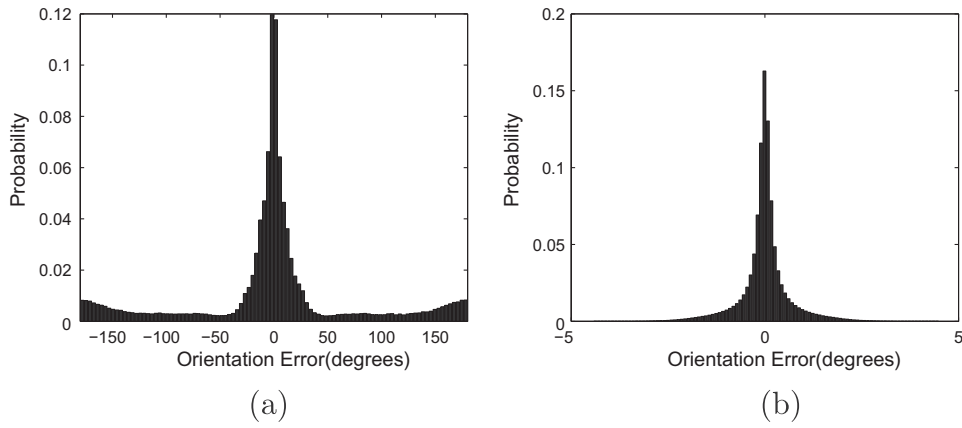 0.12
0.1
0.08
0.06
0.04
0.02
0
Probability
−150 −100 −50 0 50 100 150
Orientation Error(degrees)
(a)
0.2
0.15
0.1
0.05
0
Probability
−5 0 5
Orientation Error(degrees)
(b)